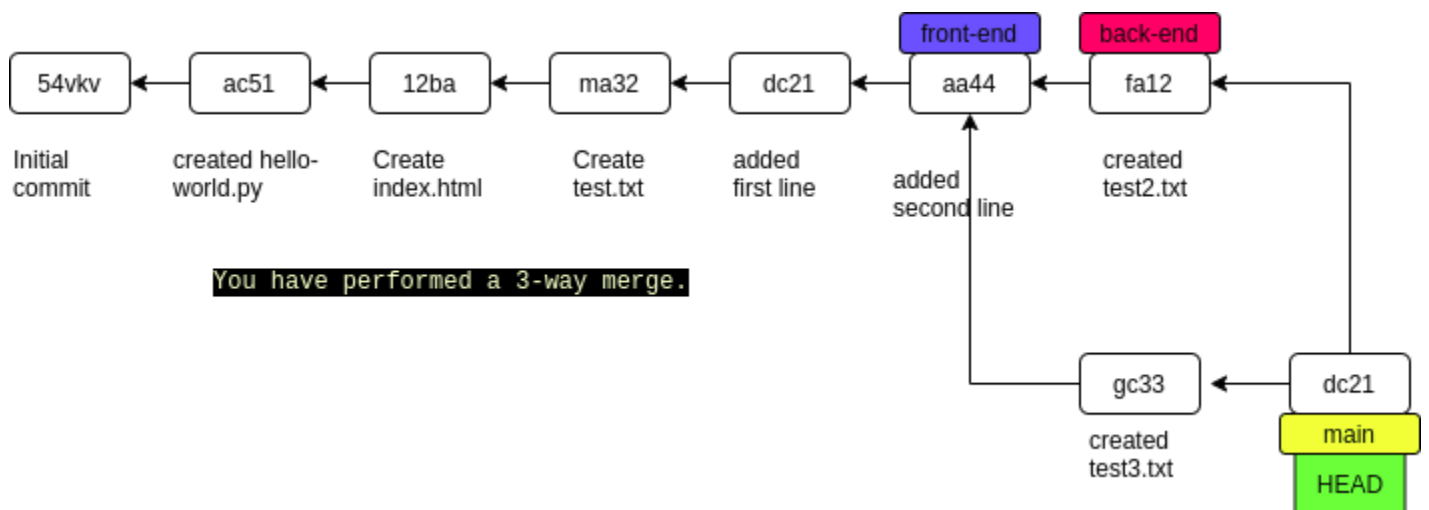 front-end
back-end
54vkv
ac51
12ba
ma32
dc21
aa44
fa12
Initial
commit
created hello-
world.py
Create
index.html
Create
test.txt
added
first line
added
second line
created
test2.txt
You have performed a 3-way merge.
gc33
dc21
created
test3.txt
main
HEAD